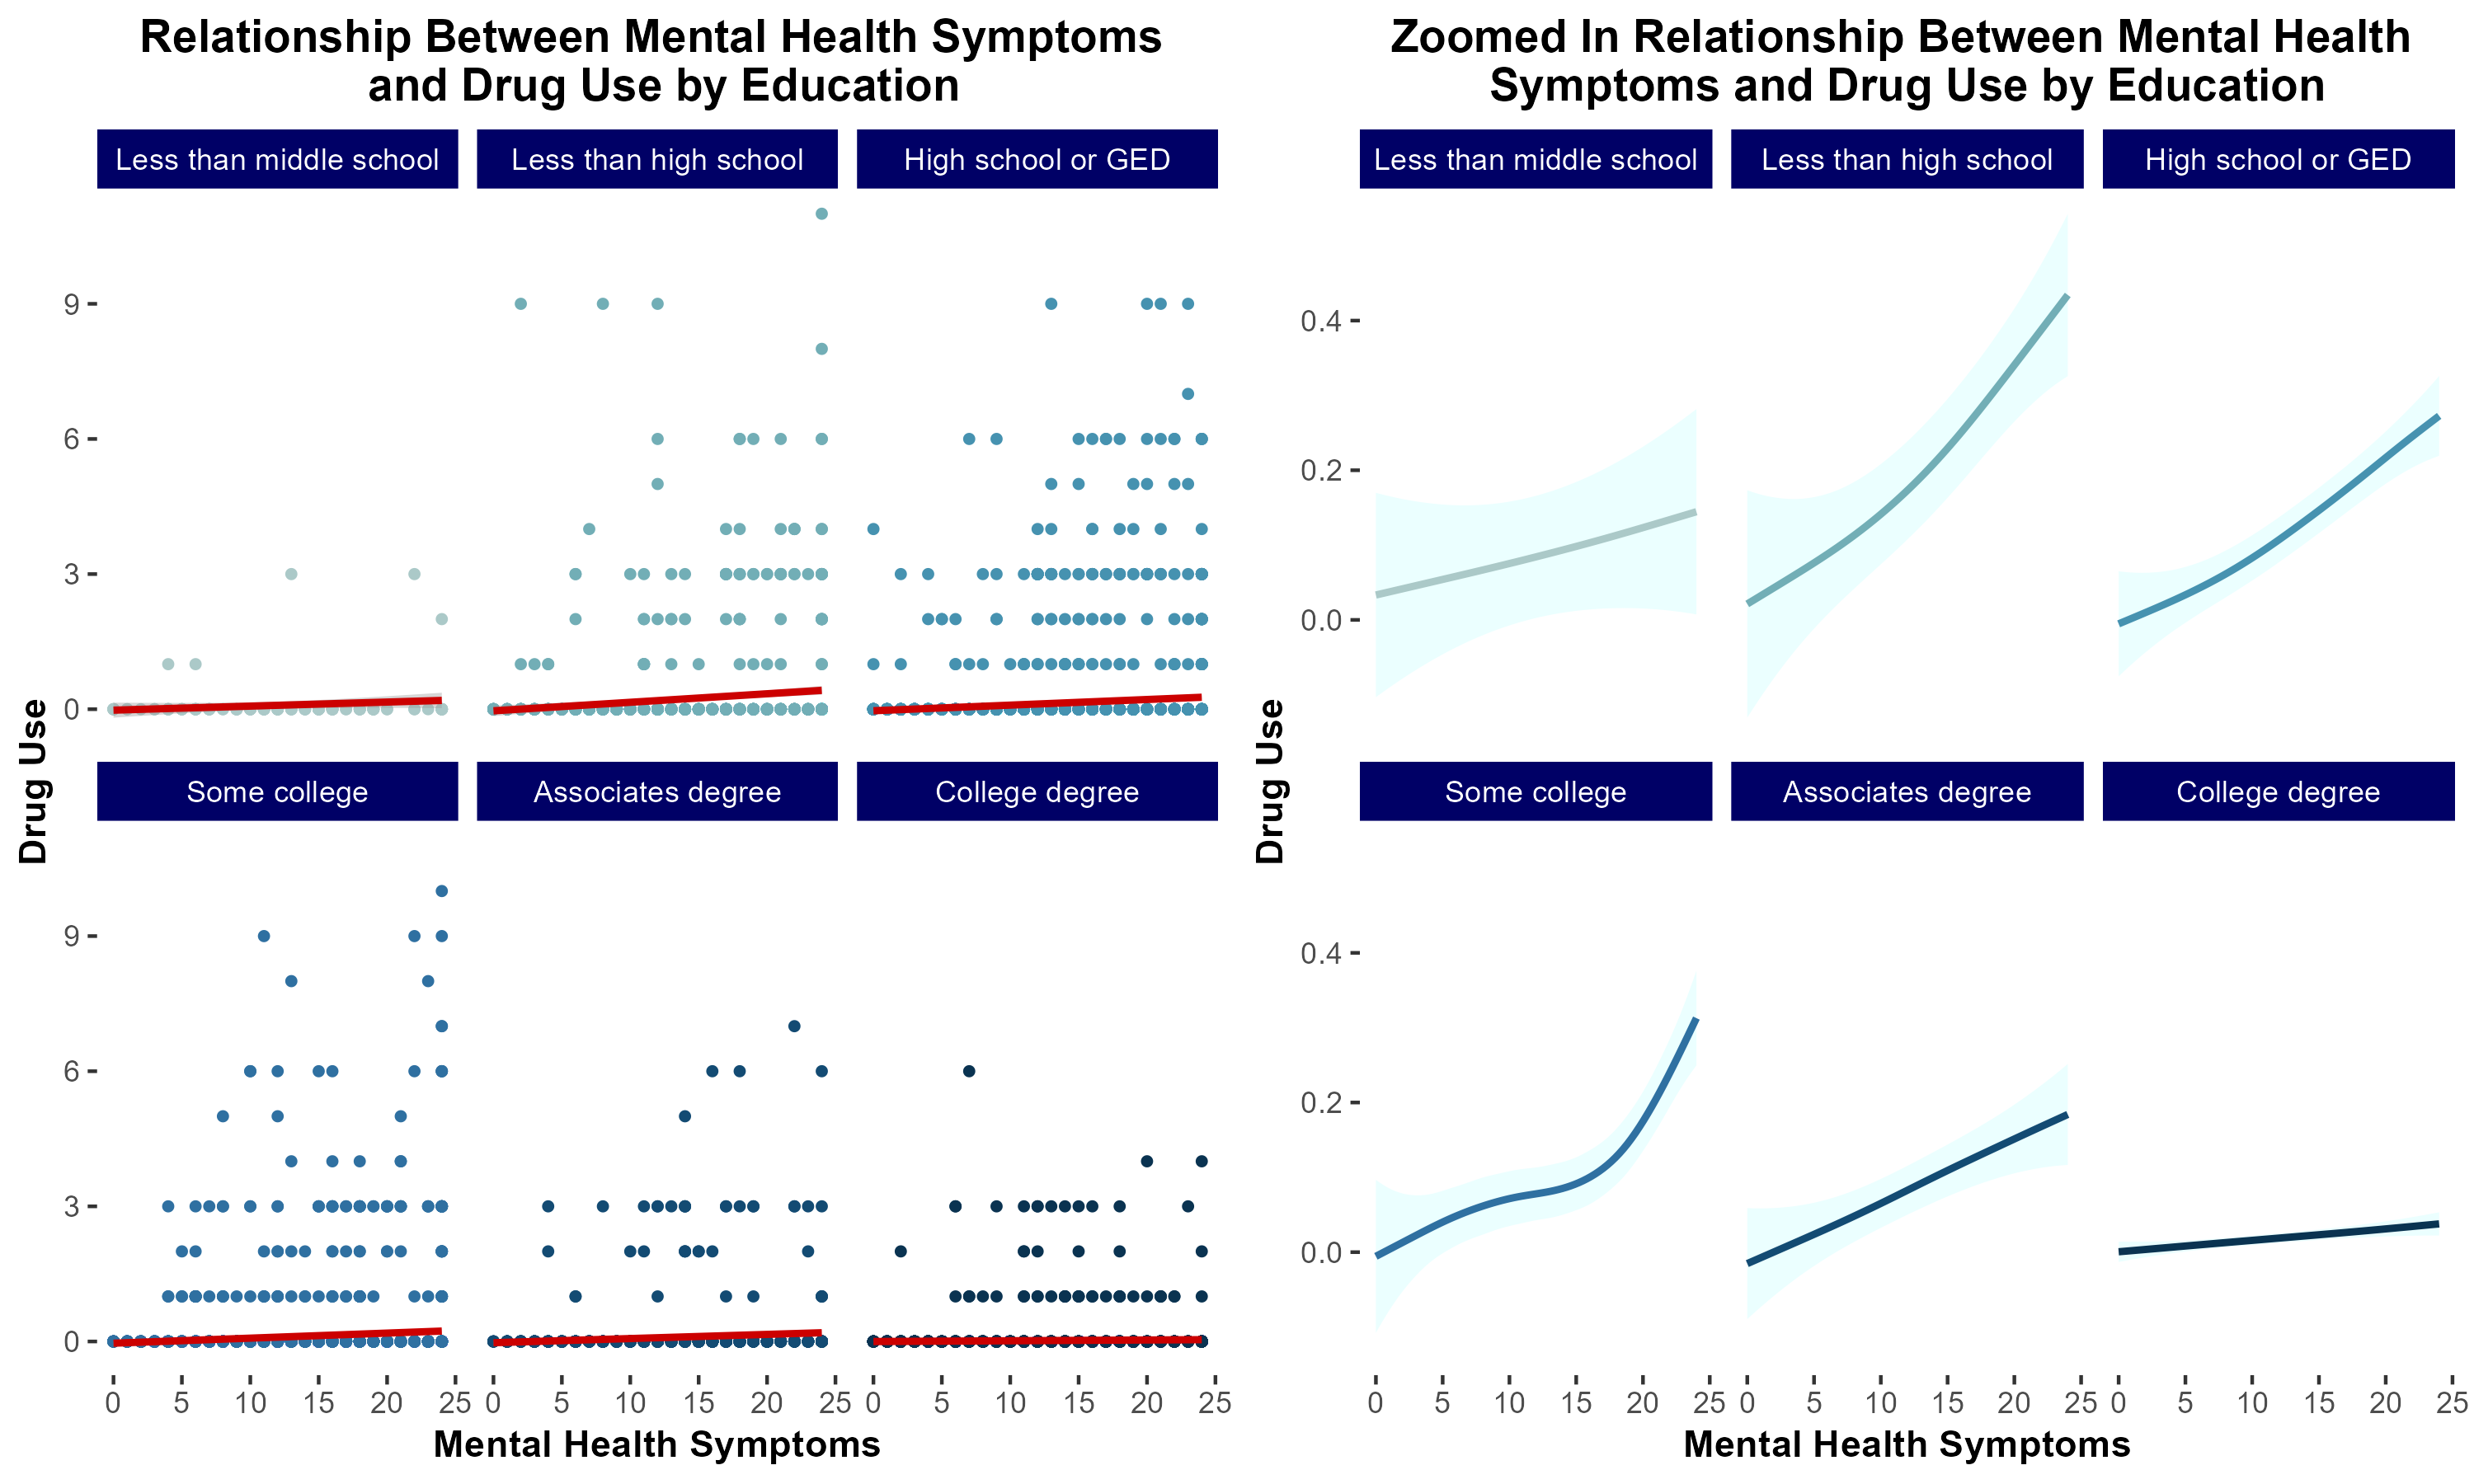 Relationship Between Mental Health Symptoms
and Drug Use by Education
Less than middle school
Less than high school
High school or GED
9
6
3
0
Some college
Associates degree
College degree
9
6
3
0
0 5 10 15 20 25
0 5 10 15 20 25
0 5 10 15 20 25
Drug Use
Mental Health Symptoms
Zoomed In Relationship Between Mental Health
Symptoms and Drug Use by Education
Less than middle school
Less than high school
High school or GED
0.4
0.2
0.0
Some college
Associates degree
College degree
0.4
0.2
0.0
0 5 10 15 20 25
0 5 10 15 20 25
0 5 10 15 20 25
Drug Use
Mental Health Symptoms